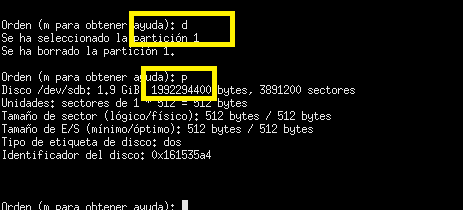 Orden (m para obtener ayuda): d
Se ha seleccionado la partición 1
Se ha borrado la partición 1.
Orden (m para obtener ayuda): p
Disco /dev/sdb: 1.9 GiB, 1992294400 bytes, 3891200 sectores
Unidades: sectores de 1 * 512 = 512 bytes
Tamaño de sector (lógico/físico): 512 bytes / 512 bytes
Tamaño de E/S (mínimo/óptimo): 512 bytes / 512 bytes
Tipo de etiqueta de disco: dos
Identificador del disco: 0x161535a4
Orden (m para obtener ayuda):